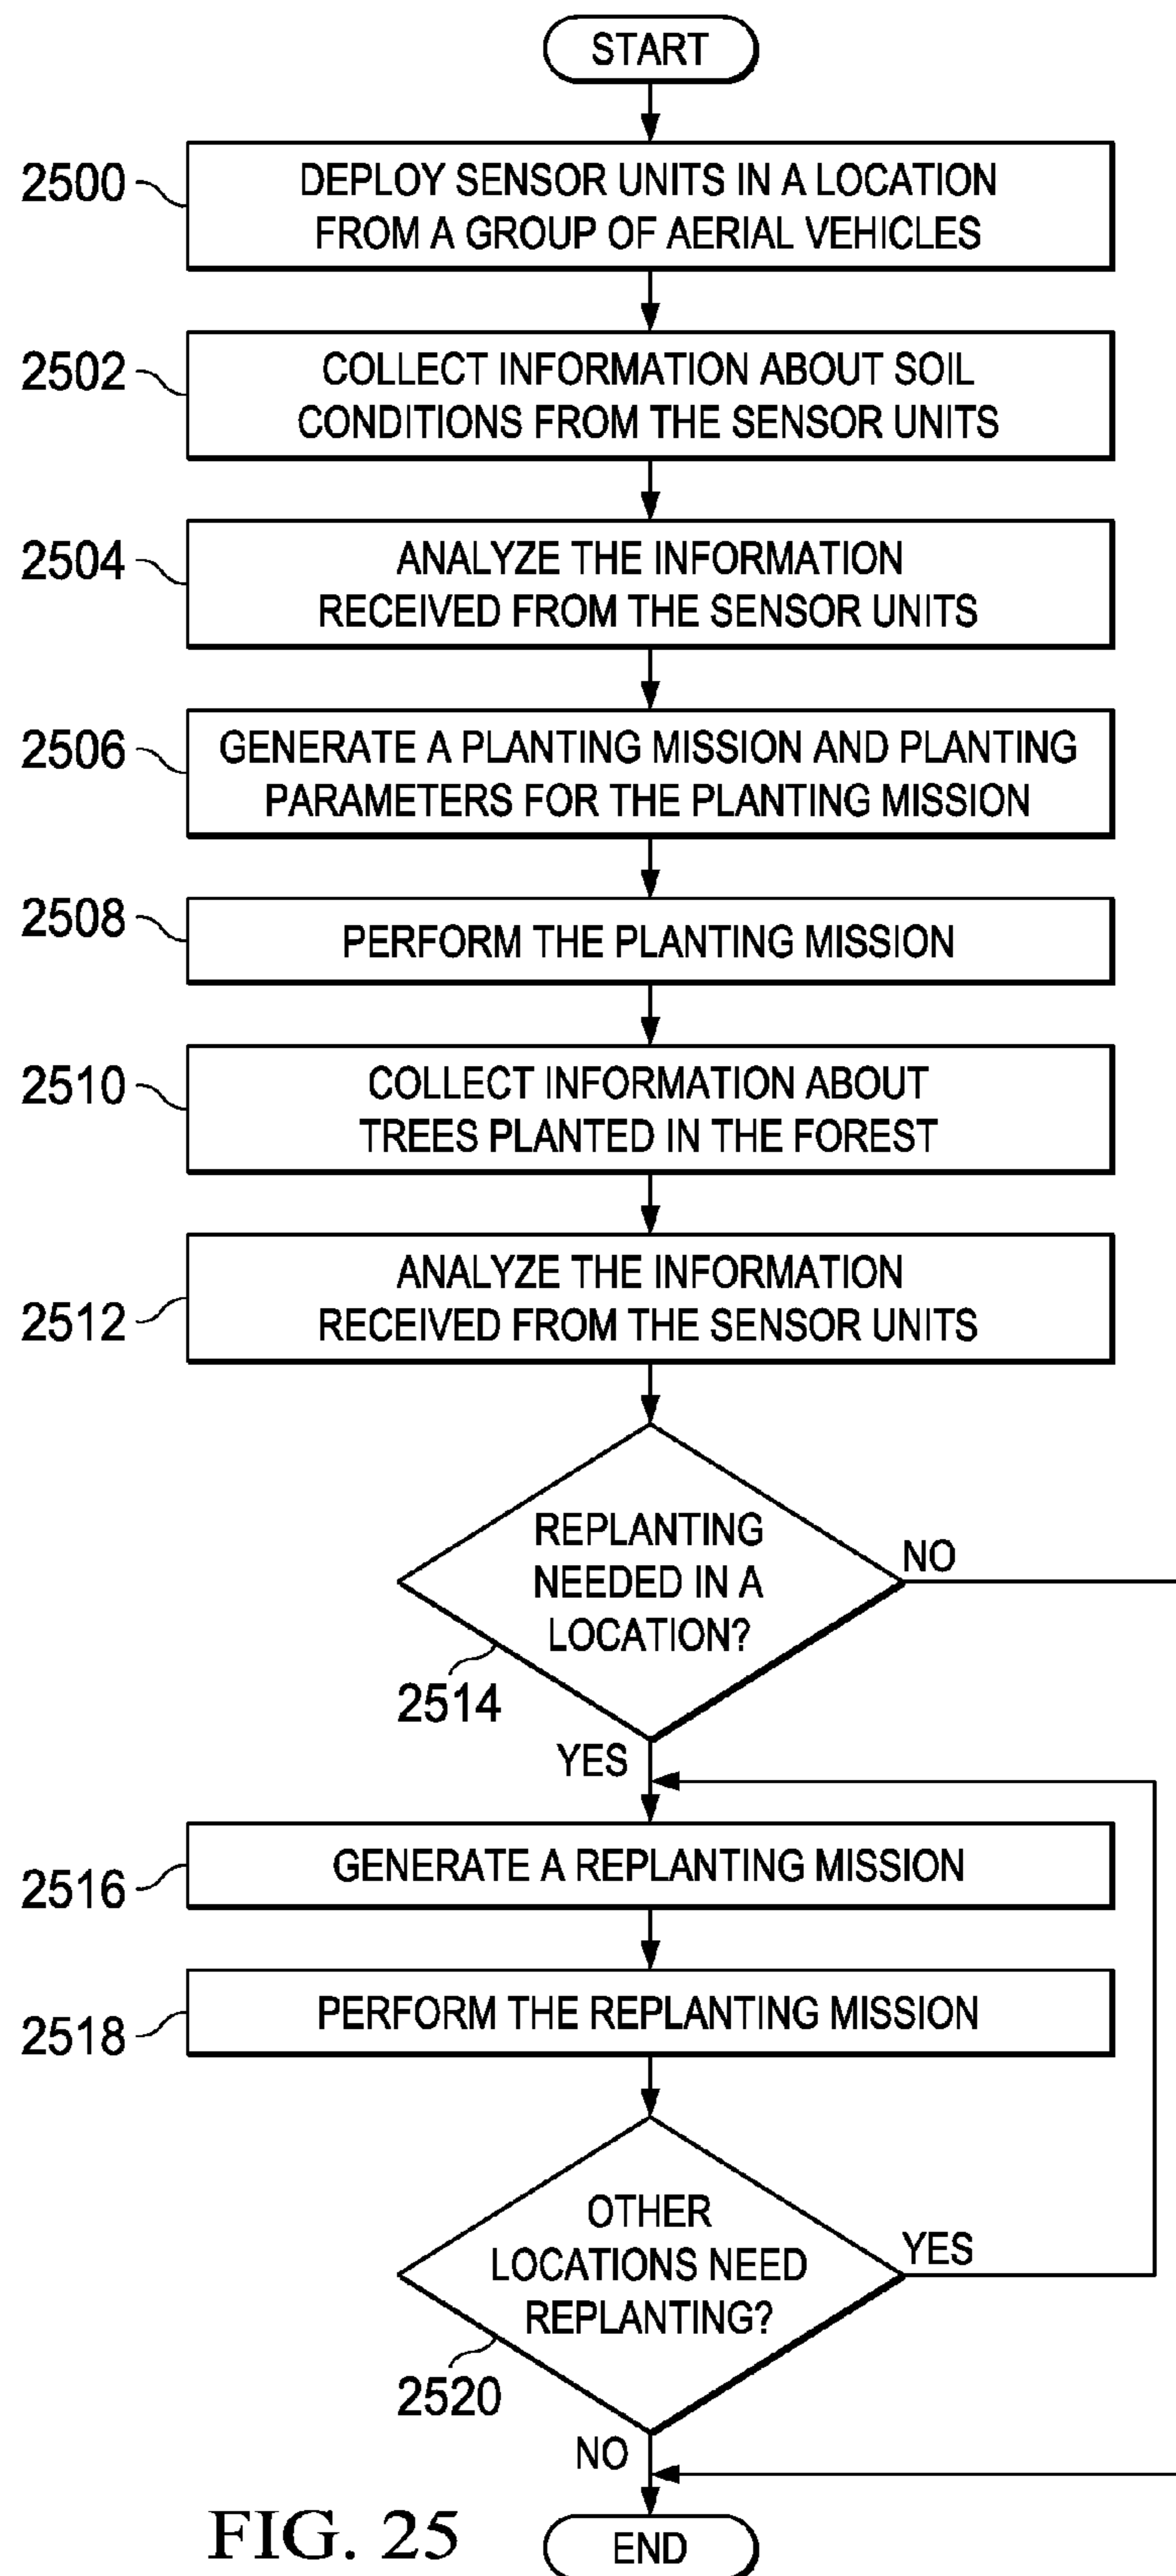 START
2500
DEPLOY SENSOR UNITS IN A LOCATION
FROM A GROUP OF AERIAL VEHICLES
2502
COLLECT INFORMATION ABOUT SOIL
CONDITIONS FROM THE SENSOR UNITS
2504
ANALYZE THE INFORMATION
RECEIVED FROM THE SENSOR UNITS
2506
GENERATE A PLANTING MISSION AND PLANTING
PARAMETERS FOR THE PLANTING MISSION
2508
PERFORM THE PLANTING MISSION
2510
COLLECT INFORMATION ABOUT
TREES PLANTED IN THE FOREST
2512
ANALYZE THE INFORMATION
RECEIVED FROM THE SENSOR UNITS
REPLANTING
NEEDED IN A
LOCATION?
NO
2514
YES
2516
GENERATE A REPLANTING MISSION
2518
PERFORM THE REPLANTING MISSION
OTHER
LOCATIONS NEED
REPLANTING?
YES
2520
NO
FIG. 25
END